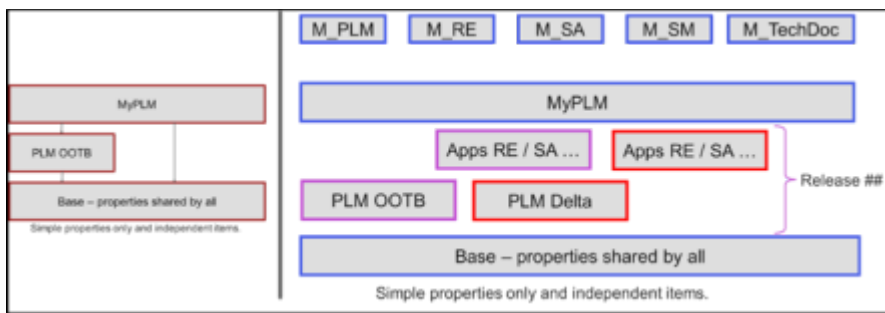 MyPLM
PLM OOTB
Base – properties shared by all
Simple properties only and independent items.
M_PLM
M_RE
M_SA
M_SM
M_TechDoc
MyPLM
Apps RE / SA ...
Apps RE / SA ...
Release ##
PLM OOTB
PLM Delta
Base – properties shared by all
Simple properties only and independent items.